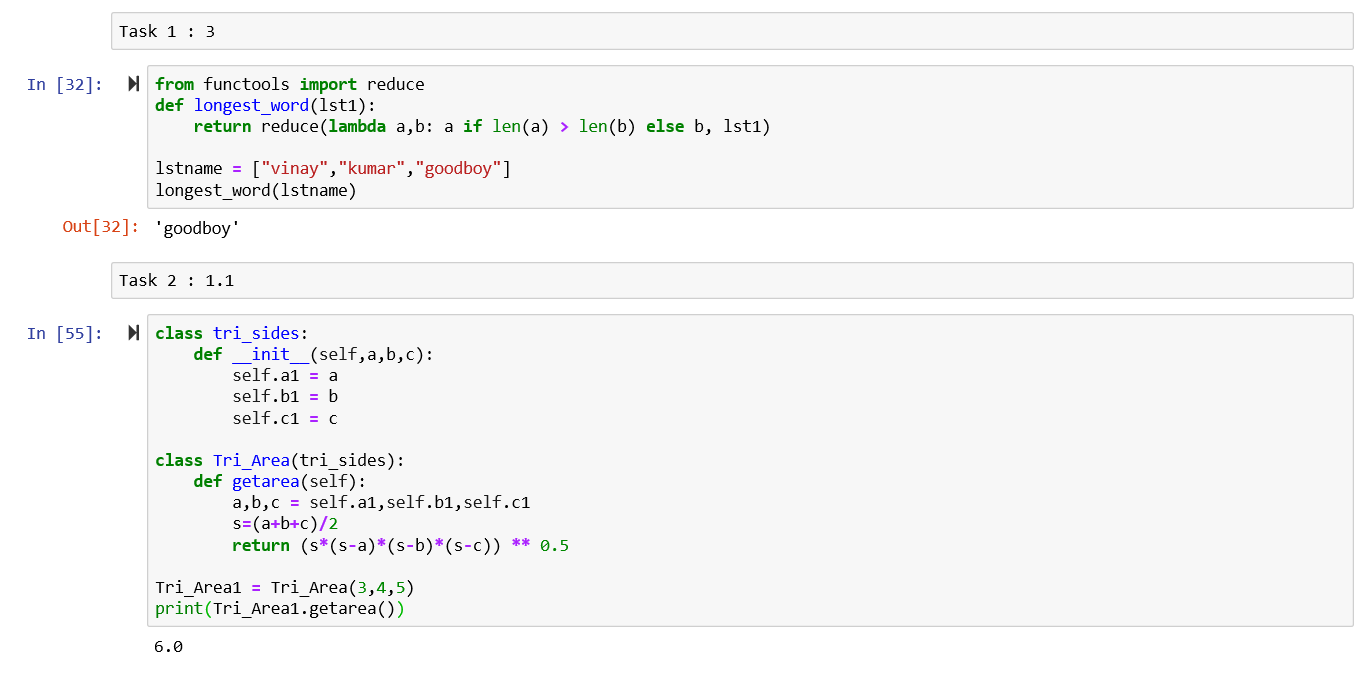 Task 1 : 3
In [32]:
from functools import reduce
def longest_word(lst1):
    return reduce(lambda a,b: a if len(a) > len(b) else b, lst1)
lstname = ["vinay","kumar","goodboy"]
longest_word(lstname)
Out[32]: 'goodboy'
Task 2 : 1.1
In [55]:
class tri_sides:
    def __init__(self,a,b,c):
        self.a1 = a
        self.b1 = b
        self.c1 = c
class Tri_Area(tri_sides):
    def getarea(self):
        a,b,c = self.a1,self.b1,self.c1
        s=(a+b+c)/2
        return (s*(s-a)*(s-b)*(s-c)) ** 0.5
Tri_Area1 = Tri_Area(3,4,5)
print(Tri_Area1.getarea())
6.0